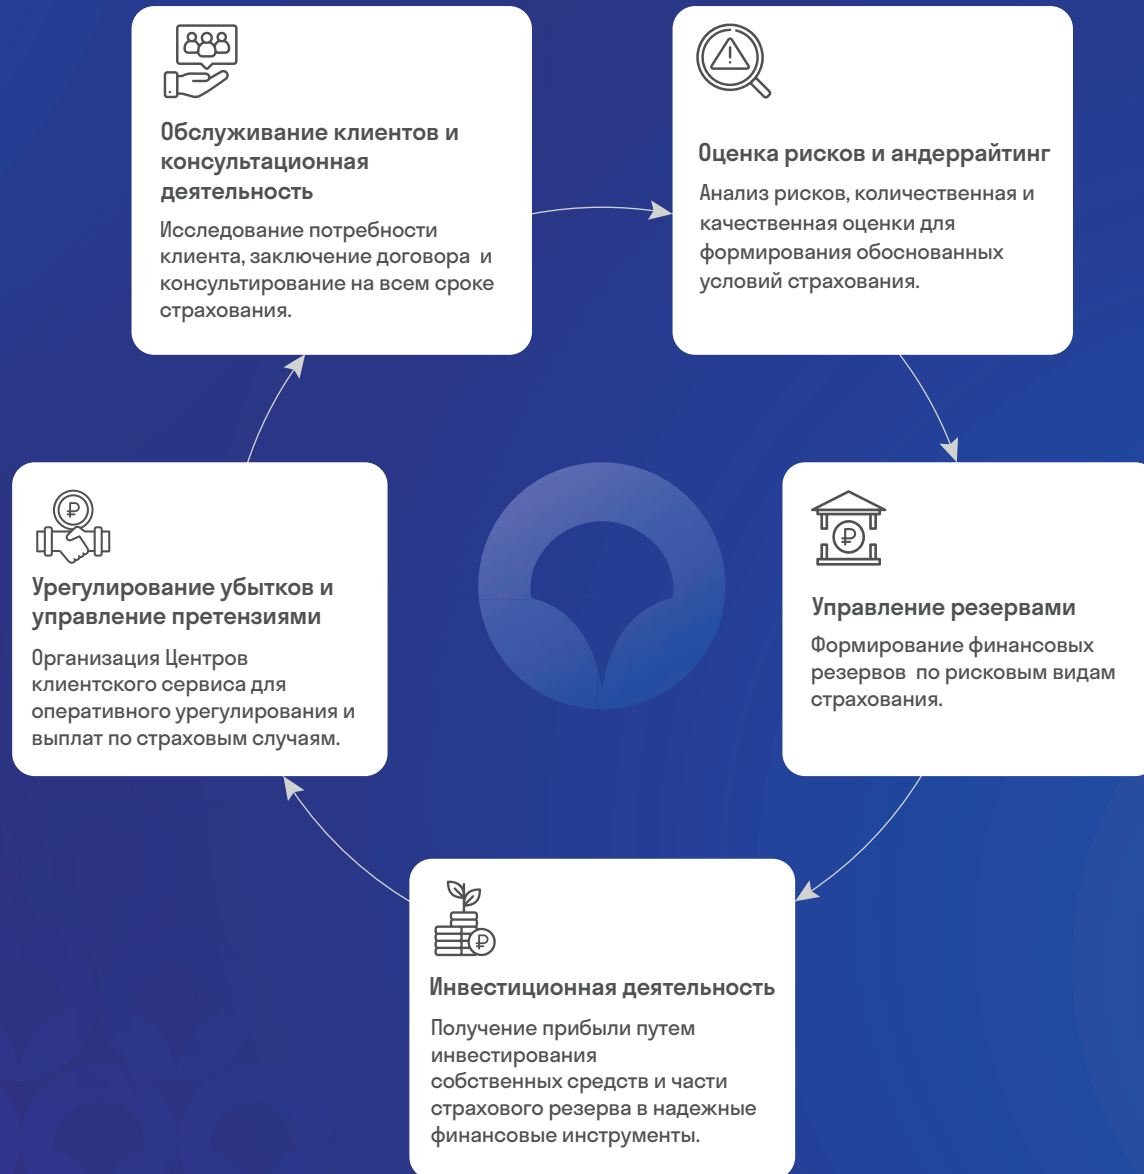 Обслуживание клиентов и
консультационная
деятельность
Исследование потребности
клиента, заключение договора и
консультирование на всем сроке
страхования.
Оценка рисков и андеррайтинг
Анализ рисков, количественная и
качественная оценки для
формирования обоснованных
условий страхования.
Урегулирование убытков и
управление претензиями
Организация Центров
клиентского сервиса для
оперативного урегулирования и
выплат по страховым случаям.
Управление резервами
Формирование финансовых
резервов по рисковым видам
страхования.
Инвестиционная деятельность
Получение прибыли путем
инвестирования
собственных средств и части
страхового резерва в надежные
финансовые инструменты.